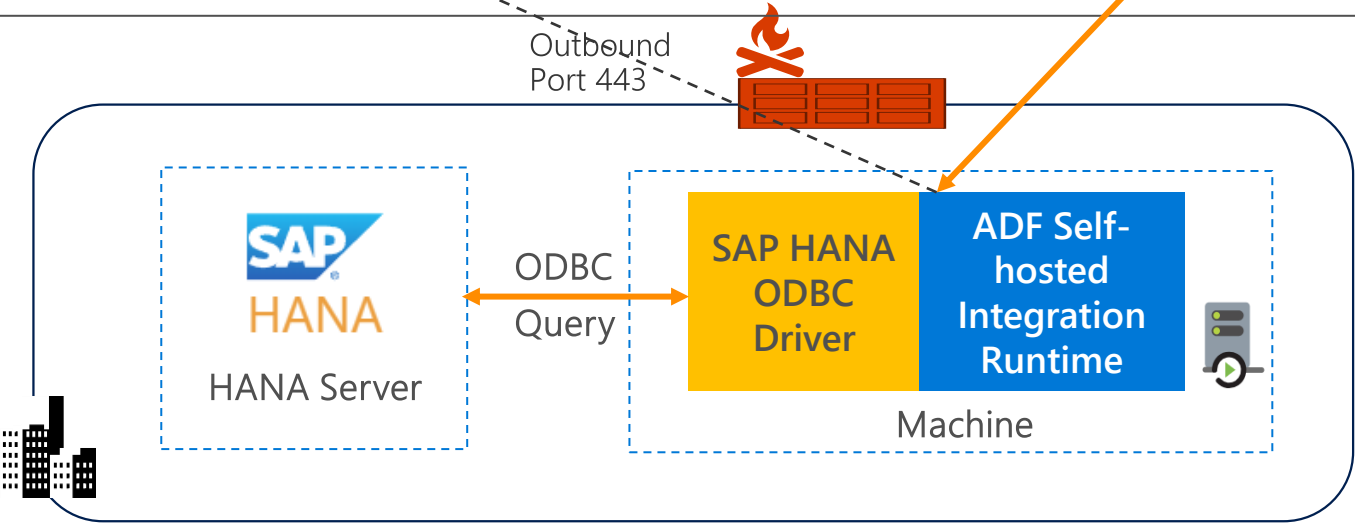 Outbound
Port 443
SAP
HANA
HANA Server
ODBC
Query
SAP HANA
ODBC
Driver
ADF Self-
hosted
Integration
Runtime
Machine